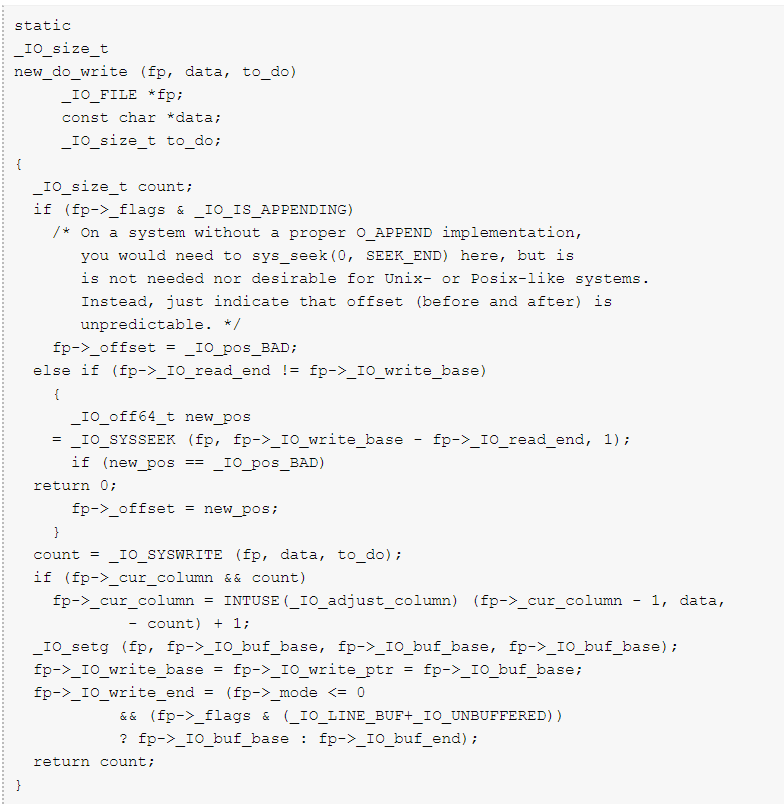 static
_IO_size_t
new_do_write (fp, data, to_do)
     _IO_FILE *fp;
     const char *data;
     _IO_size_t to_do;
{
  _IO_size_t count;
  if (fp->_flags & _IO_IS_APPENDING)
    /* On a system without a proper O_APPEND implementation,
       you would need to sys_seek(0, SEEK_END) here, but is
       is not needed nor desirable for Unix- or Posix-like systems.
       Instead, just indicate that offset (before and after) is
       unpredictable. */
    fp->_offset = _IO_pos_BAD;
  else if (fp->_IO_read_end != fp->_IO_write_base)
    {
      _IO_off64_t new_pos
    = _IO_SYSSEEK (fp, fp->_IO_write_base - fp->_IO_read_end, 1);
      if (new_pos == _IO_pos_BAD)
  return 0;
      fp->_offset = new_pos;
    }
  count = _IO_SYSWRITE (fp, data, to_do);
  if (fp->_cur_column && count)
    fp->_cur_column = INTUSE(_IO_adjust_column) (fp->_cur_column - 1, data,
            - count) + 1;
  _IO_setg (fp, fp->_IO_buf_base, fp->_IO_buf_base, fp->_IO_buf_base);
  fp->_IO_write_base = fp->_IO_write_ptr = fp->_IO_buf_base;
  fp->_IO_write_end = (fp->_mode <= 0
           && (fp->_flags & (_IO_LINE_BUF+_IO_UNBUFFERED))
           ? fp->_IO_buf_base : fp->_IO_buf_end);
  return count;
}